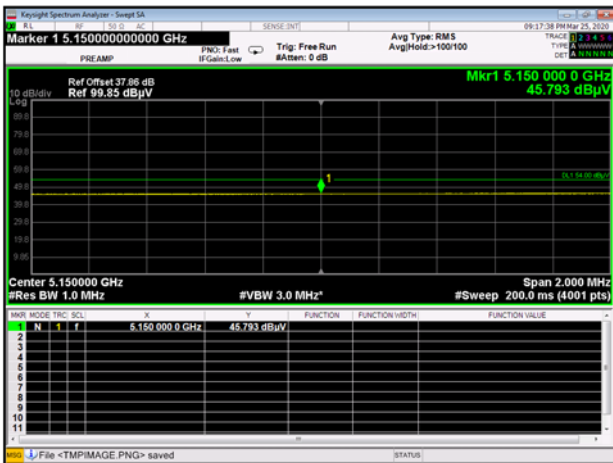 Keysight Spectrum Analyzer - Swept SA
RL RF 50 Ω AC SENSE:INT 09:17:38 PM Mar 25, 2020
Marker 1 5.150000000000 GHz Avg Type: RMS TRACE 1 2 3 4 5 6
PNO: Fast Trig: Free Run Avg|Hold:>100/100 TYPE A WWWWW
PREAMP IFGain:Low #Atten: 0 dB DET A N N N N N
Mkr1 5.150 000 0 GHz
Ref Offset 37.86 dB
10 dB/div Ref 99.85 dBµV 45.793 dBµV
Log
89.8
79.8
69.8
59.8
1
DL1 54.00 dBµV
49.8
39.8
29.8
19.8
9.85
Center 5.150000 GHz Span 2.000 MHz
#Res BW 1.0 MHz #VBW 3.0 MHz* #Sweep 200.0 ms (4001 pts)
MKR MODE TRC SCL X Y FUNCTION FUNCTION WIDTH FUNCTION VALUE
1 N 1 f 5.150 000 0 GHz 45.793 dBµV
2
3
4
5
6
7
8
9
10
11
MSG File <TMPIMAGE.PNG> saved STATUS